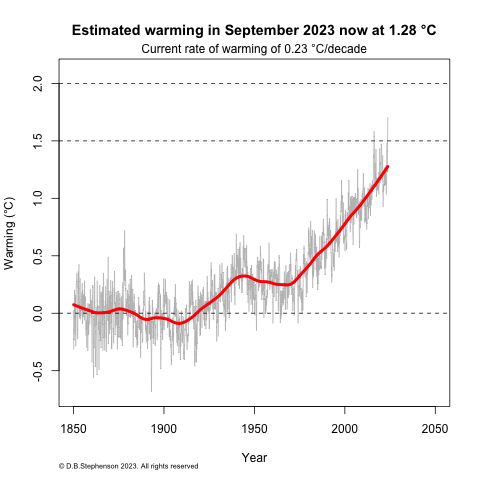 Estimated warming in September 2023 now at 1.28 °C
Current rate of warming of 0.23 °C/decade
Warming (°C)
2.0
1.5
1.0
0.5
0.0
-0.5
1850
1900
1950
2000
2050
Year
© D.B.Stephenson 2023. All rights reserved